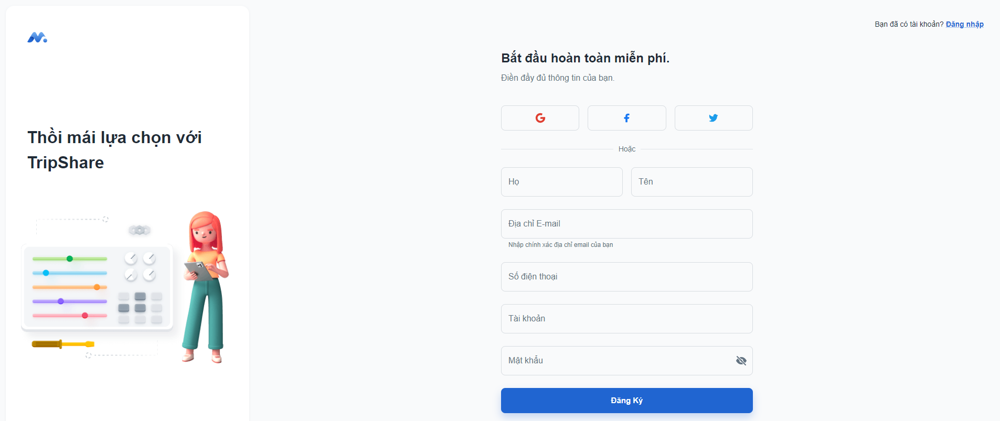 Bạn đã có tài khoản? Đăng nhập
Thồi mái lựa chọn với
TripShare
Bắt đầu hoàn toàn miễn phí.
Điền đầy đủ thông tin của bạn.
Hoặc
Họ
Tên
Địa chỉ E-mail
Nhập chính xác địa chỉ email của bạn
Số điện thoại
Tài khoản
Mật khẩu
Đăng Ký